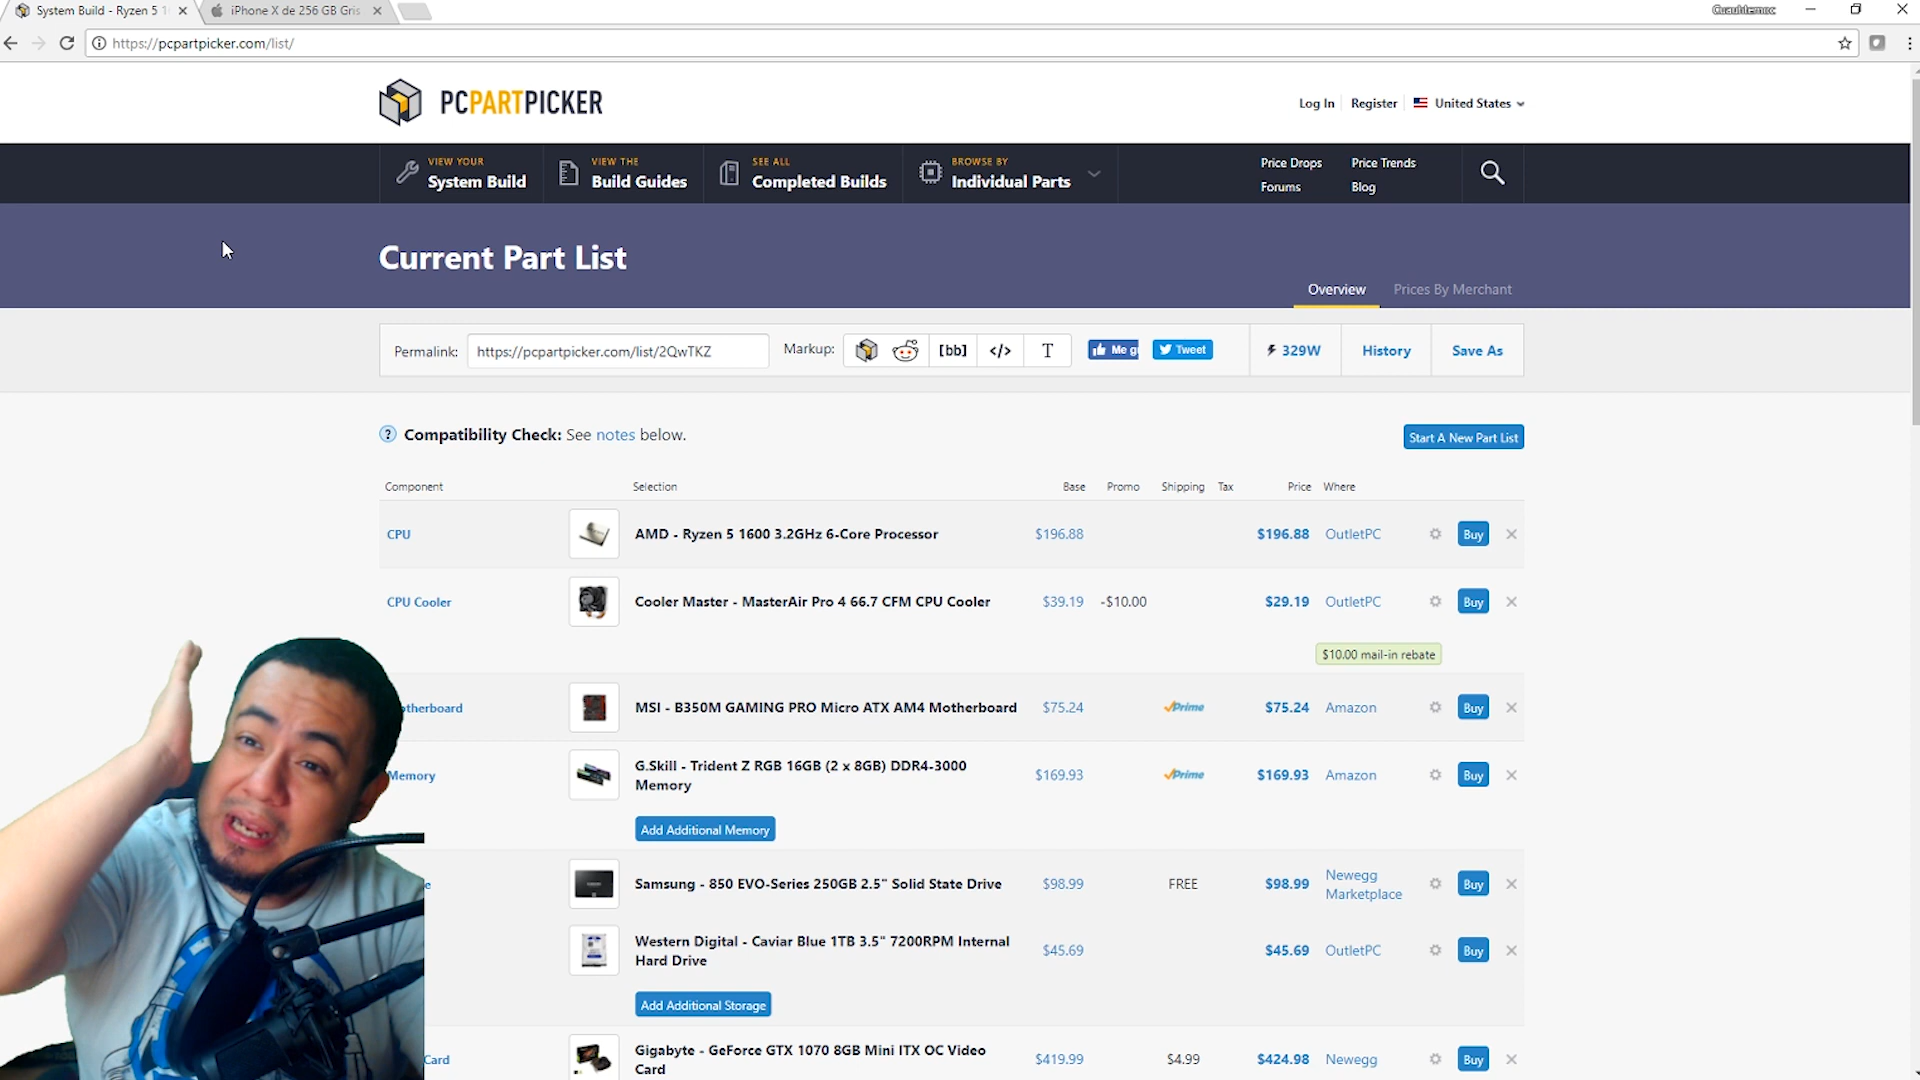 System Build - Ryzen 5 1
iPhone X de 256 GB Gris
Cuauhtemoc
https://pcpartpicker.com/list/
PCPARTPICKER
Log In
Register
United States
VIEW YOUR
System Build
VIEW THE
Build Guides
SEE ALL
Completed Builds
BROWSE BY
Individual Parts
Price Drops
Price Trends
Forums
Blog
Current Part List
Overview
Prices By Merchant
Permalink:
https://pcpartpicker.com/list/2QwTKZ
Markup:
[bb]
</>
T
Me g
Tweet
329W
History
Save As
? Compatibility Check: See notes below.
Start A New Part List
Component Selection Base Promo Shipping Tax Price Where
CPU AMD - Ryzen 5 1600 3.2GHz 6-Core Processor $196.88 $196.88 OutletPC Buy
CPU Cooler Cooler Master - MasterAir Pro 4 66.7 CFM CPU Cooler $39.19 -$10.00 $29.19 OutletPC Buy
$10.00 mail-in rebate
otherboard MSI - B350M GAMING PRO Micro ATX AM4 Motherboard $75.24 Prime $75.24 Amazon Buy
Memory G.Skill - Trident Z RGB 16GB (2 x 8GB) DDR4-3000 Memory $169.93 Prime $169.93 Amazon Buy
Add Additional Memory
e Samsung - 850 EVO-Series 250GB 2.5" Solid State Drive $98.99 FREE $98.99 Newegg Marketplace Buy
Western Digital - Caviar Blue 1TB 3.5" 7200RPM Internal Hard Drive $45.69 $45.69 OutletPC Buy
Add Additional Storage
Card Gigabyte - GeForce GTX 1070 8GB Mini ITX OC Video Card $419.99 $4.99 $424.98 Newegg Buy